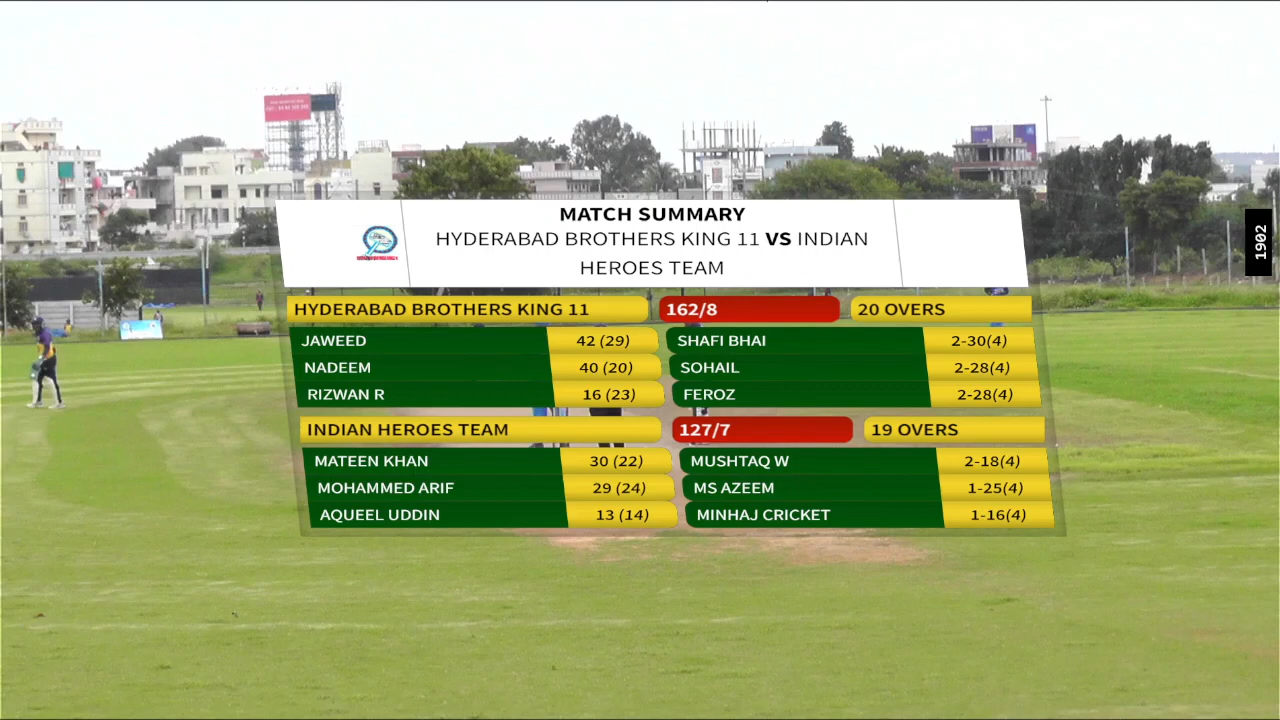 MATCH SUMMARY
HYDERABAD BROTHERS KING 11 VS INDIAN
HEROES TEAM
HYDERABAD BROTHERS KING 11 162/8 20 OVERS
JAWEED 42 (29) SHAFI BHAI 2-30(4)
NADEEM 40 (20) SOHAIL 2-28(4)
RIZWAN R 16 (23) FEROZ 2-28(4)
INDIAN HEROES TEAM 127/7 19 OVERS
MATEEN KHAN 30 (22) MUSHTAQ W 2-18(4)
MOHAMMED ARIF 29 (24) MS AZEEM 1-25(4)
AQUEEL UDDIN 13 (14) MINHAJ CRICKET 1-16(4)
1902